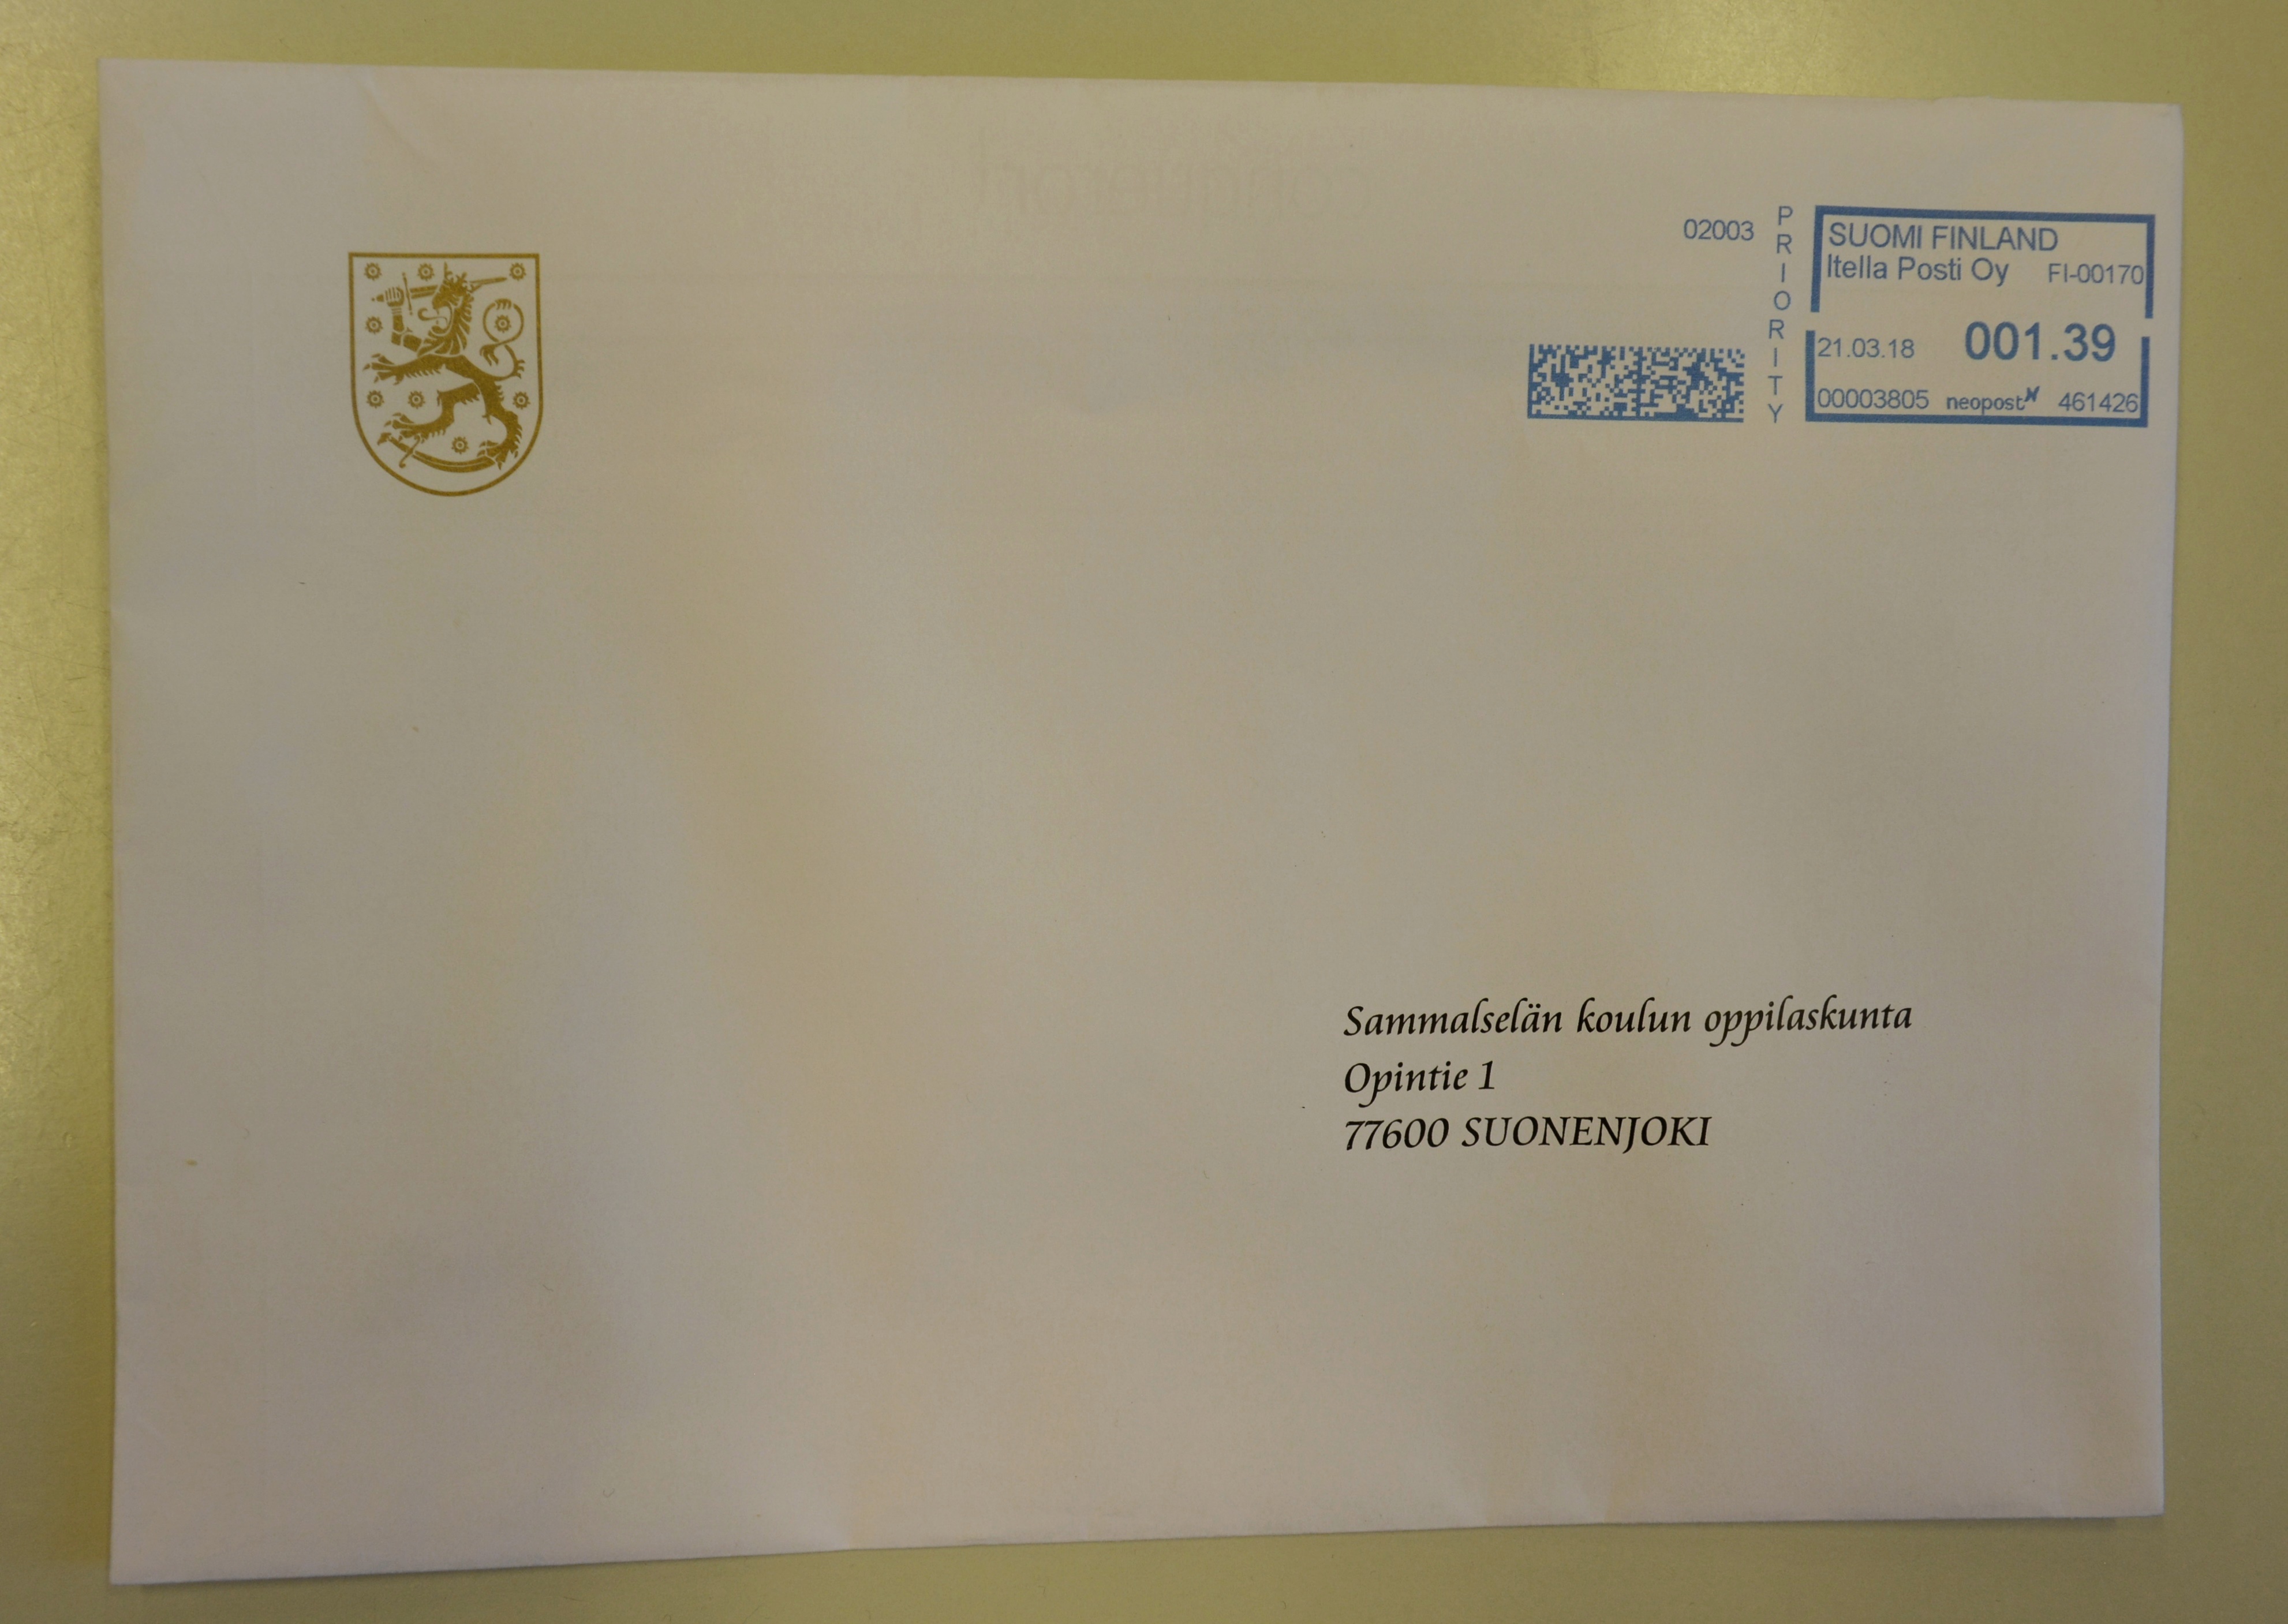 02003
PRIORITY
SUOMI FINLAND
Itella Posti Oy FI-00170
21.03.18 001.39
00003805 neopost 461426
Sammalselän koulun oppilaskunta
Opintie 1
77600 SUONENJOKI